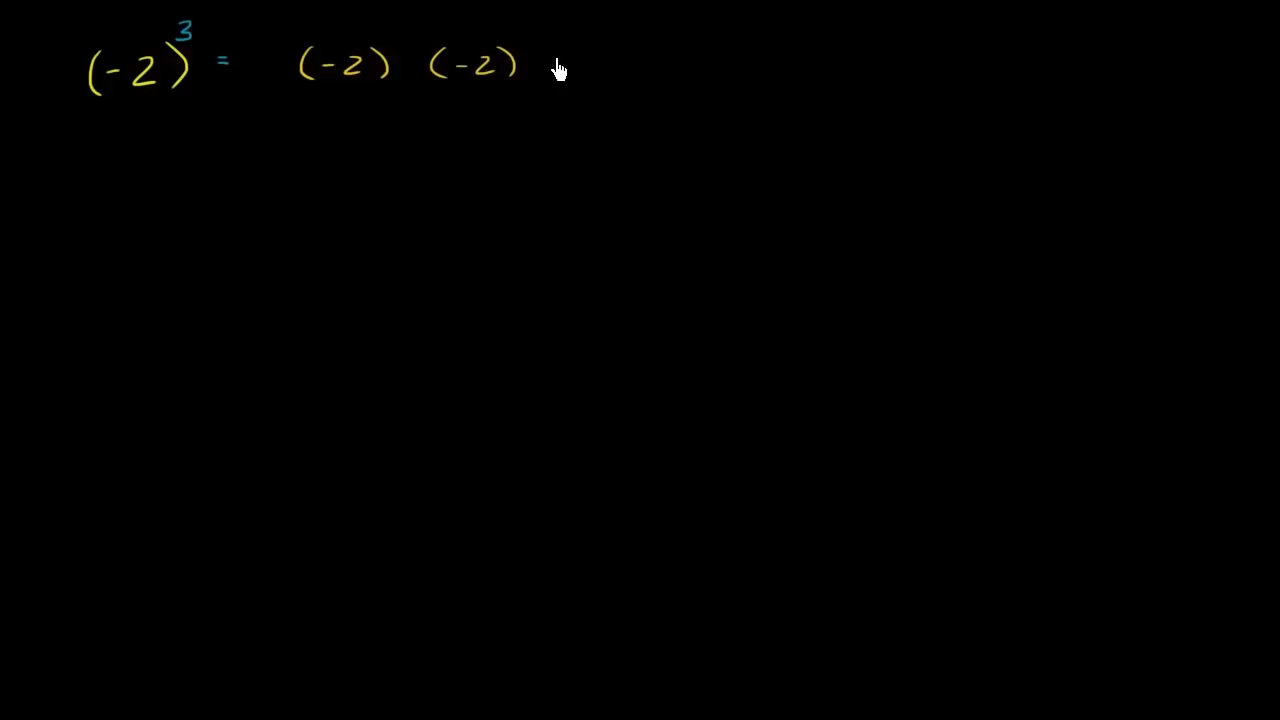 (-2)³ = (-2) (-2)